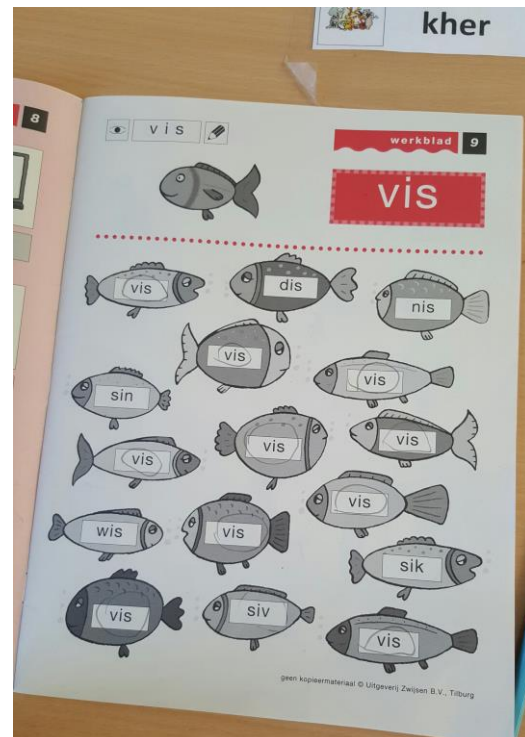 kher
8
vis
werkblad 9
vis
vis
dis
nis
vis
vis
sin
vis
vis
vis
vis
wis
vis
sik
vis
siv
vis
geen kopieermateriaal © Uitgeverij Zwijsen B.V., Tilburg